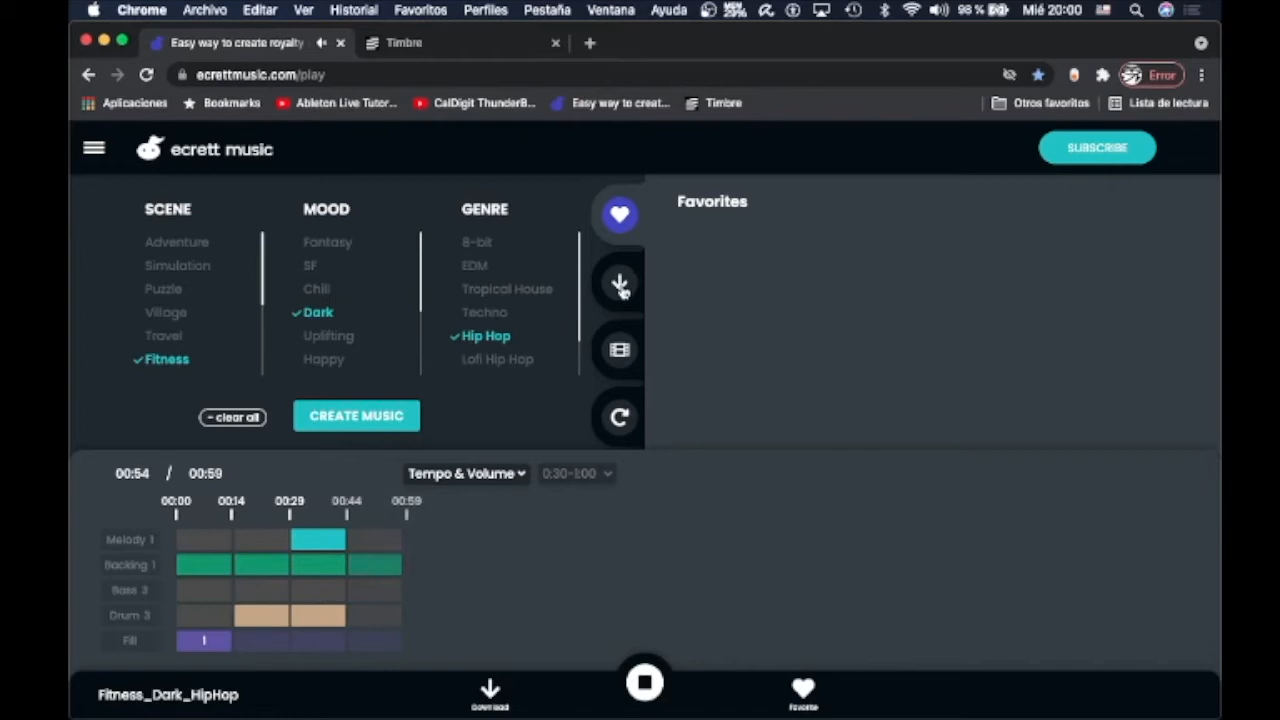 Chrome Archivo Editar Ver Historial Favoritos Perfiles Pestaña Ventana Ayuda 98 % Mié 20:00
Easy way to create royalty Timbre
ecrettmusic.com/play Error
Aplicaciones Bookmarks Ableton Live Tutor... CalDigit ThunderB... Easy way to creat... Timbre Otros favoritos Lista de lectura
ecrett music SUBSCRIBE
Favorites
SCENE MOOD GENRE
Adventure Fantasy 8-bit
Simulation SF EDM
Puzzle Chill Tropical House
Village Dark Techno
Travel Uplifting Hip Hop
Fitness Happy Lofi Hip Hop
- clear all CREATE MUSIC
00:54 / 00:59 Tempo & Volume 0:30-1:00
00:00 00:14 00:29 00:44 00:59
Melody 1
Backing 1
Bass 3
Drum 3
Fill 1
Fitness_Dark_HipHop Download Favorite